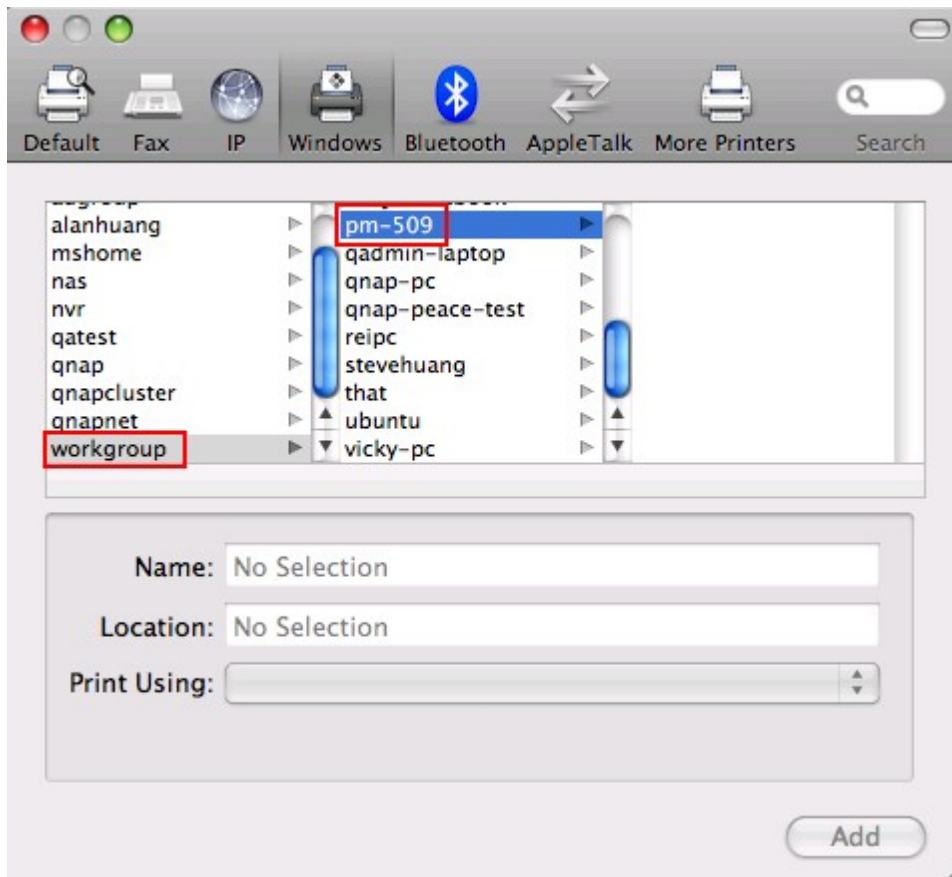 Default Fax IP Windows Bluetooth AppleTalk More Printers Search
alanhuang
mshome
nas
nvr
qatest
qnap
qnapcluster
qnapnet
workgroup
pm-509
qadmin-laptop
qnap-pc
qnap-peace-test
reipc
stevehuang
that
ubuntu
vicky-pc
Name: No Selection
Location: No Selection
Print Using:
Add